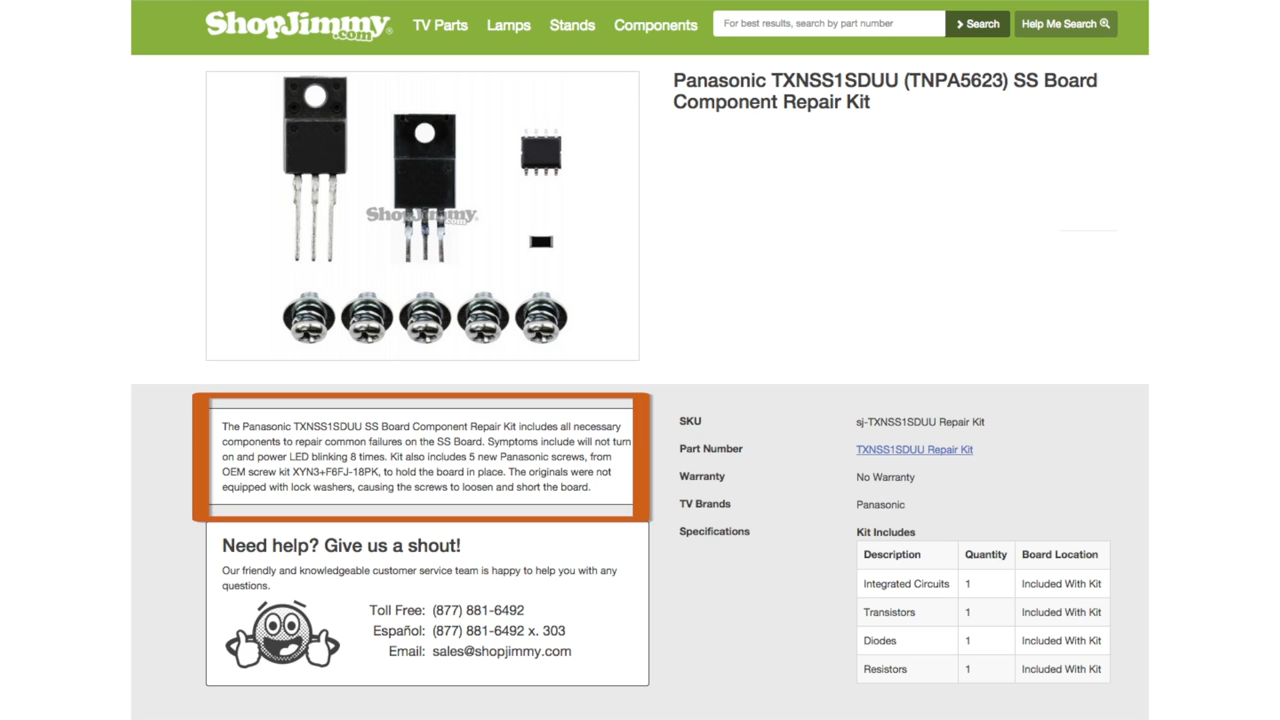 ShopJimmy.com®
TV Parts Lamps Stands Components
For best results, search by part number
Search
Help Me Search
Panasonic TXNSS1SDUU (TNPA5623) SS Board
Component Repair Kit
ShopJimmy.com®
The Panasonic TXNSS1SDUU SS Board Component Repair Kit includes all necessary
components to repair common failures on the SS Board. Symptoms include will not turn
on and power LED blinking 8 times. Kit also includes 5 new Panasonic screws, from
OEM screw kit XYN3+F6FJ-18PK, to hold the board in place. The originals were not
equipped with lock washers, causing the screws to loosen and short the board.
Need help? Give us a shout!
Our friendly and knowledgeable customer service team is happy to help you with any
questions.
Toll Free: (877) 881-6492
Español: (877) 881-6492 x. 303
Email: sales@shopjimmy.com
SKU sj-TXNSS1SDUU Repair Kit
Part Number TXNSS1SDUU Repair Kit
Warranty No Warranty
TV Brands Panasonic
Specifications Kit Includes
Description Quantity Board Location
Integrated Circuits 1 Included With Kit
Transistors 1 Included With Kit
Diodes 1 Included With Kit
Resistors 1 Included With Kit